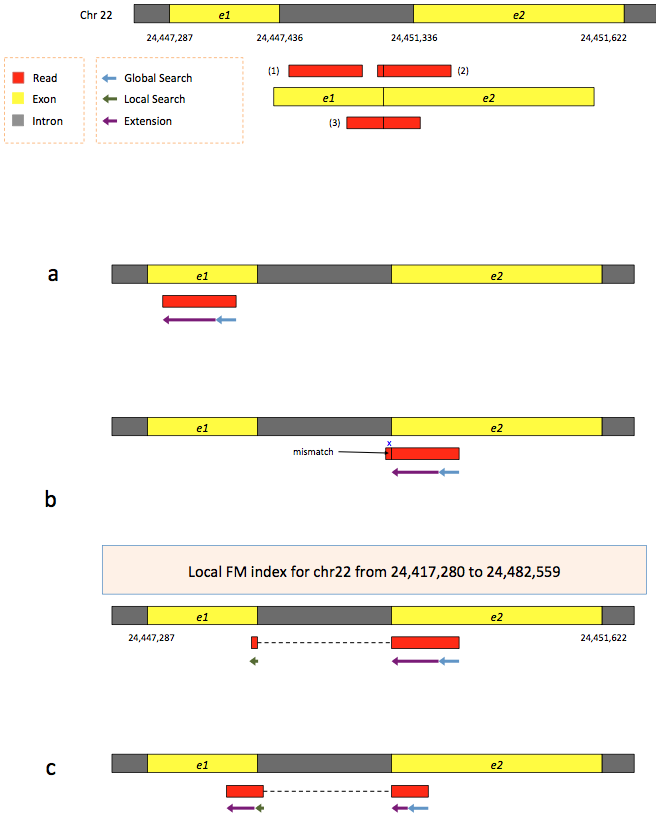 Chr 22
e1
e2
24,447,287
24,447,436
24,451,336
24,451,622
Read
Exon
Intron
Global Search
Local Search
Extension
(1)
(2)
e1
e2
(3)
a
e1
e2
e1
e2
x
mismatch
b
Local FM index for chr22 from 24,417,280 to 24,482,559
e1
e2
24,447,287
24,451,622
c
e1
e2